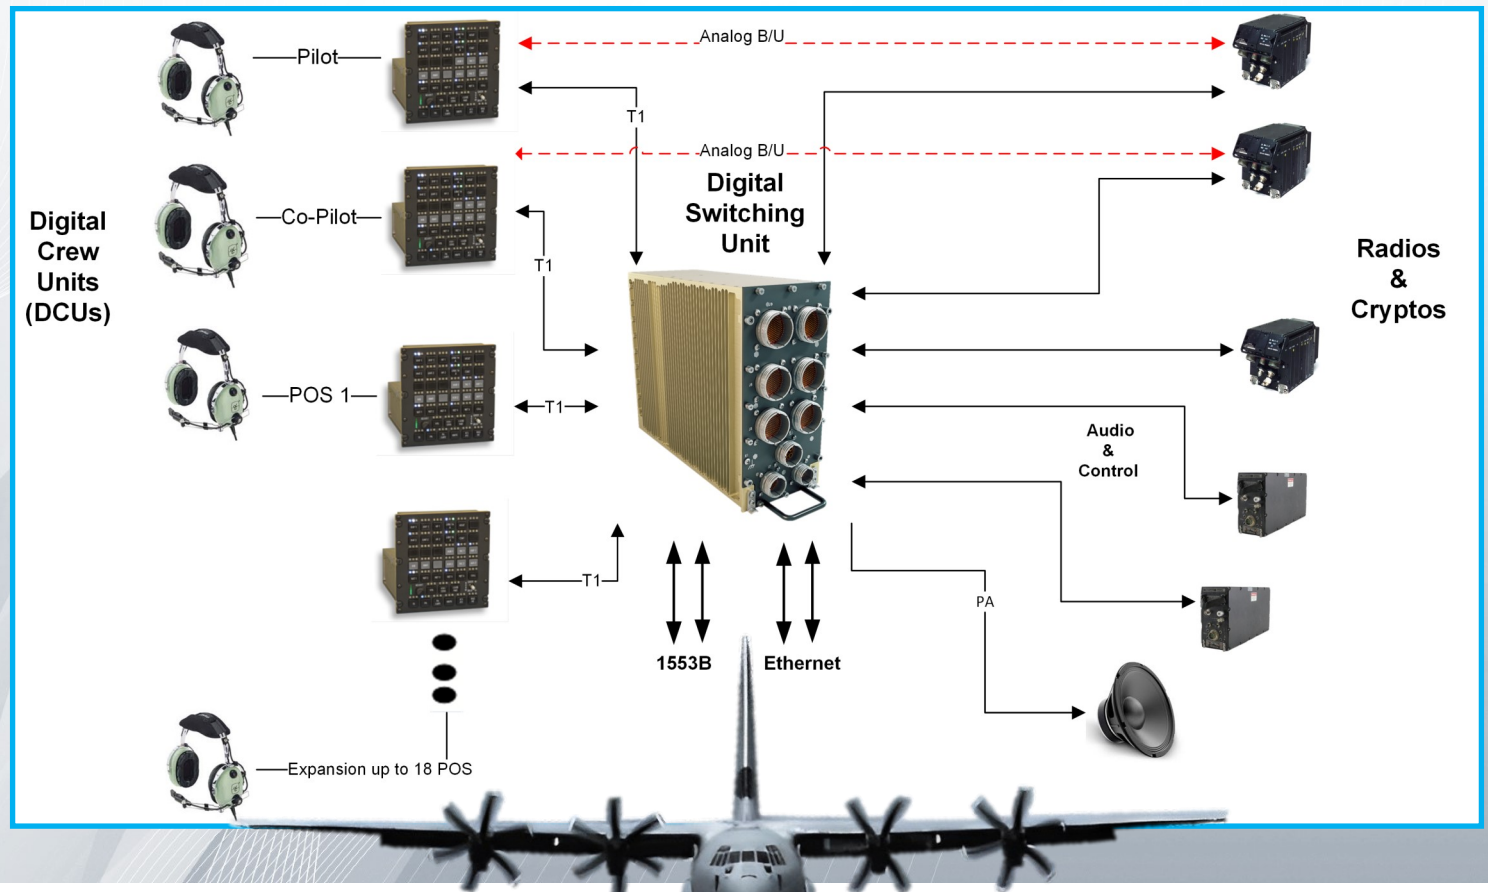 Pilot
Analog B/U
T1
Analog B/U
Digital
Switching
Unit
Digital
Crew
Units
(DCUs)
Co-Pilot
T1
Radios
&
Cryptos
POS 1
T1
Audio
&
Control
T1
PA
1553B
Ethernet
Expansion up to 18 POS